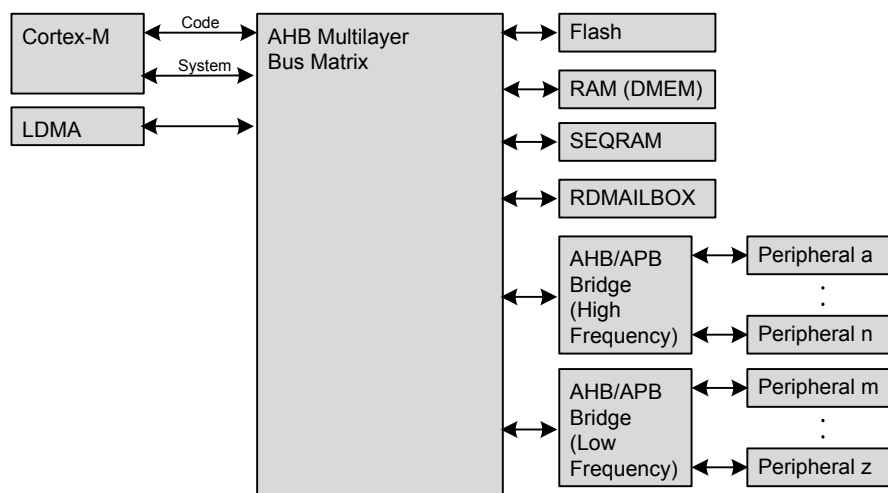 Cortex-M
Code
System
LDMA
AHB Multilayer
Bus Matrix
Flash
RAM (DMEM)
SEQRAM
RDMAILBOX
AHB/APB
Bridge
(High
Frequency)
Peripheral a
:
Peripheral n
AHB/APB
Bridge
(Low
Frequency)
Peripheral m
:
Peripheral z